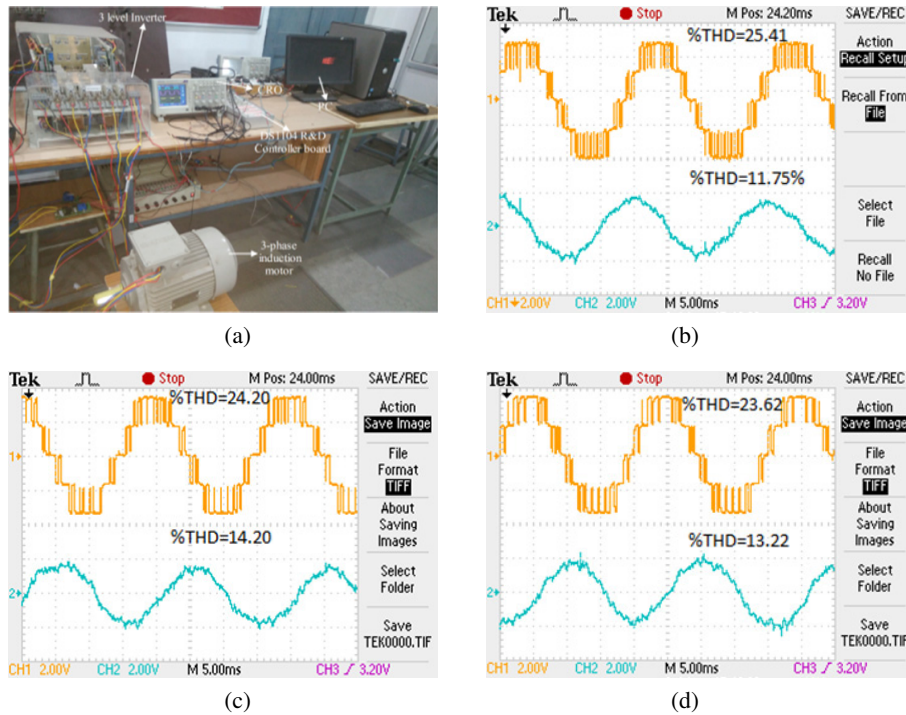 3 level Inverter
CRO
PC
DS1104 R&D
Controller board
3-phase
induction
motor
(a)
Tek Stop M Pos: 24.20ms SAVE/REC
%THD=25.41
Action
Recall Setup
1
Recall From
File
%THD=11.75%
Select
File
2
Recall
No File
CH1 2.00V CH2 2.00V M 5.00ms CH3 3.20V
(b)
Tek Stop M Pos: 24.00ms SAVE/REC
%THD=24.20
Action
Save Image
1
File
Format
TIFF
About
Saving
Images
%THD=14.20
Select
Folder
2
Save
TEK0000.TIF
CH1 2.00V CH2 2.00V M 5.00ms CH3 3.20V
(c)
Tek Stop M Pos: 24.00ms SAVE/REC
%THD=23.62
Action
Save Image
1
File
Format
TIFF
About
Saving
Images
%THD=13.22
Select
Folder
2
Save
TEK0000.TIF
CH1 2.00V CH2 2.00V M 5.00ms CH3 3.20V
(d)